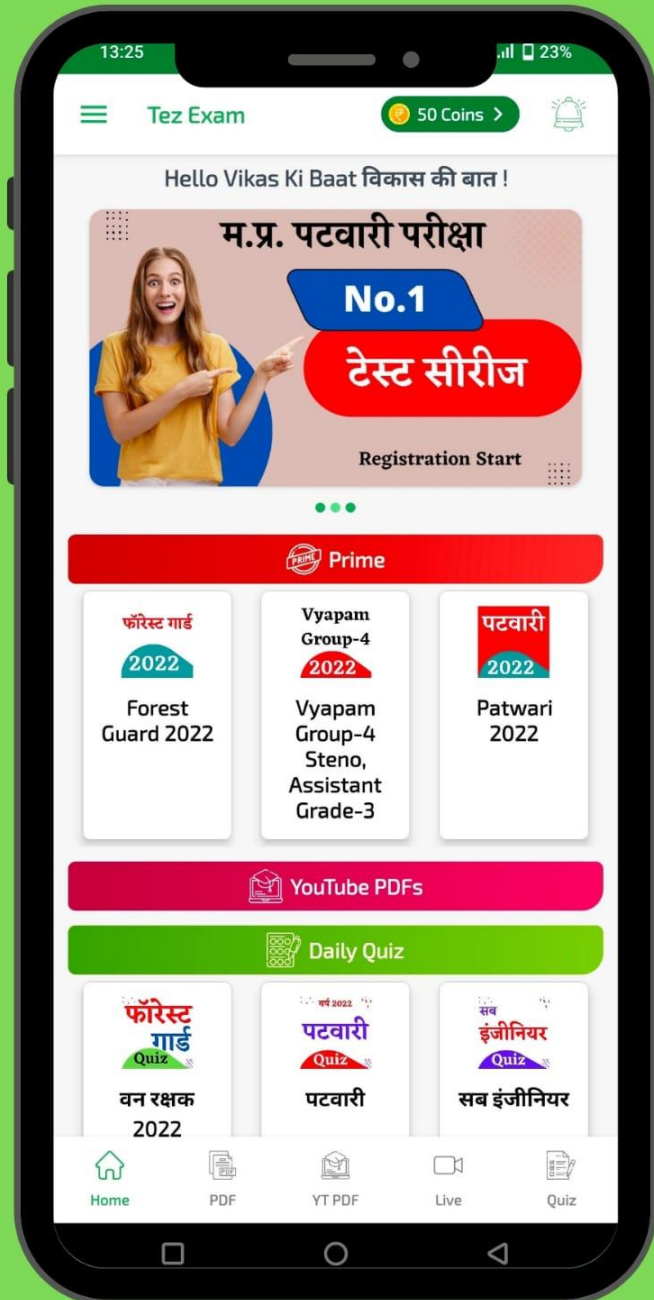 13:25
23%
Tez Exam
50 Coins >
Hello Vikas Ki Baat विकास की बात !
म.प्र. पटवारी परीक्षा
No.1
टेस्ट सीरीज
Registration Start
PRIME Prime
फॉरेस्ट गार्ड
2022
Forest
Guard 2022
Vyapam
Group-4
2022
Vyapam
Group-4
Steno,
Assistant
Grade-3
पटवारी
2022
Patwari
2022
YouTube PDFs
Daily Quiz
फॉरेस्ट
गार्ड
Quiz
वन रक्षक
2022
वर्ष 2022
पटवारी
Quiz
पटवारी
सब
इंजीनियर
Quiz
सब इंजीनियर
Home
PDF
YT PDF
Live
Quiz